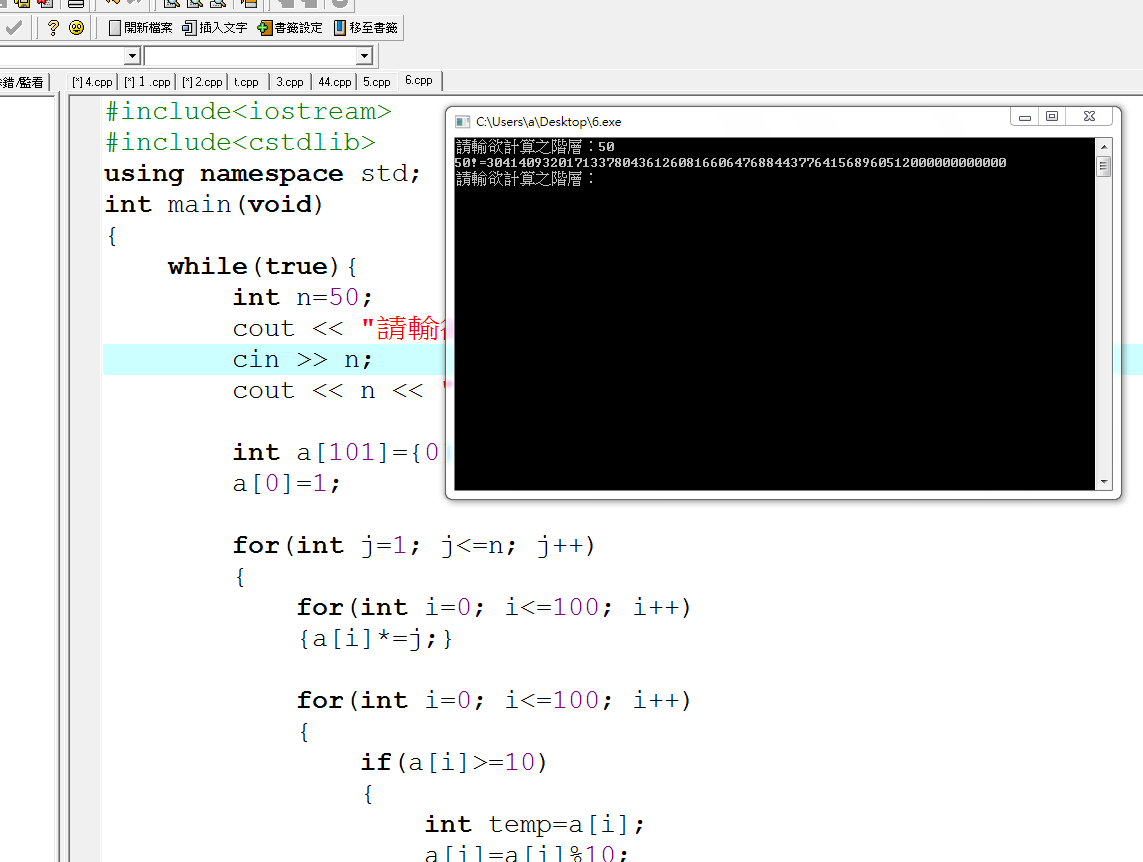 開新檔案 插入文字 書籤設定 移至書籤
錯/監看 [*] 4.cpp [*] 1 .cpp [*] 2.cpp t.cpp 3.cpp 44.cpp 5.cpp 6.cpp
#include<iostream>
#include<cstdlib>
using namespace std;
int main(void)
{
while(true){
int n=50;
cout << "請輸
cin >> n;
cout << n << "
int a[101]={0
a[0]=1;
for(int j=1; j<=n; j++)
{
for(int i=0; i<=100; i++)
{a[i]*=j;}
for(int i=0; i<=100; i++)
{
if(a[i]>=10)
{
int temp=a[i];
a[i]=a[i]%10;
C:\Users\a\Desktop\6.exe
請輸欲計算之階層：50
50!=30414093201713378043612608166064768844377641568960512000000000000
請輸欲計算之階層：